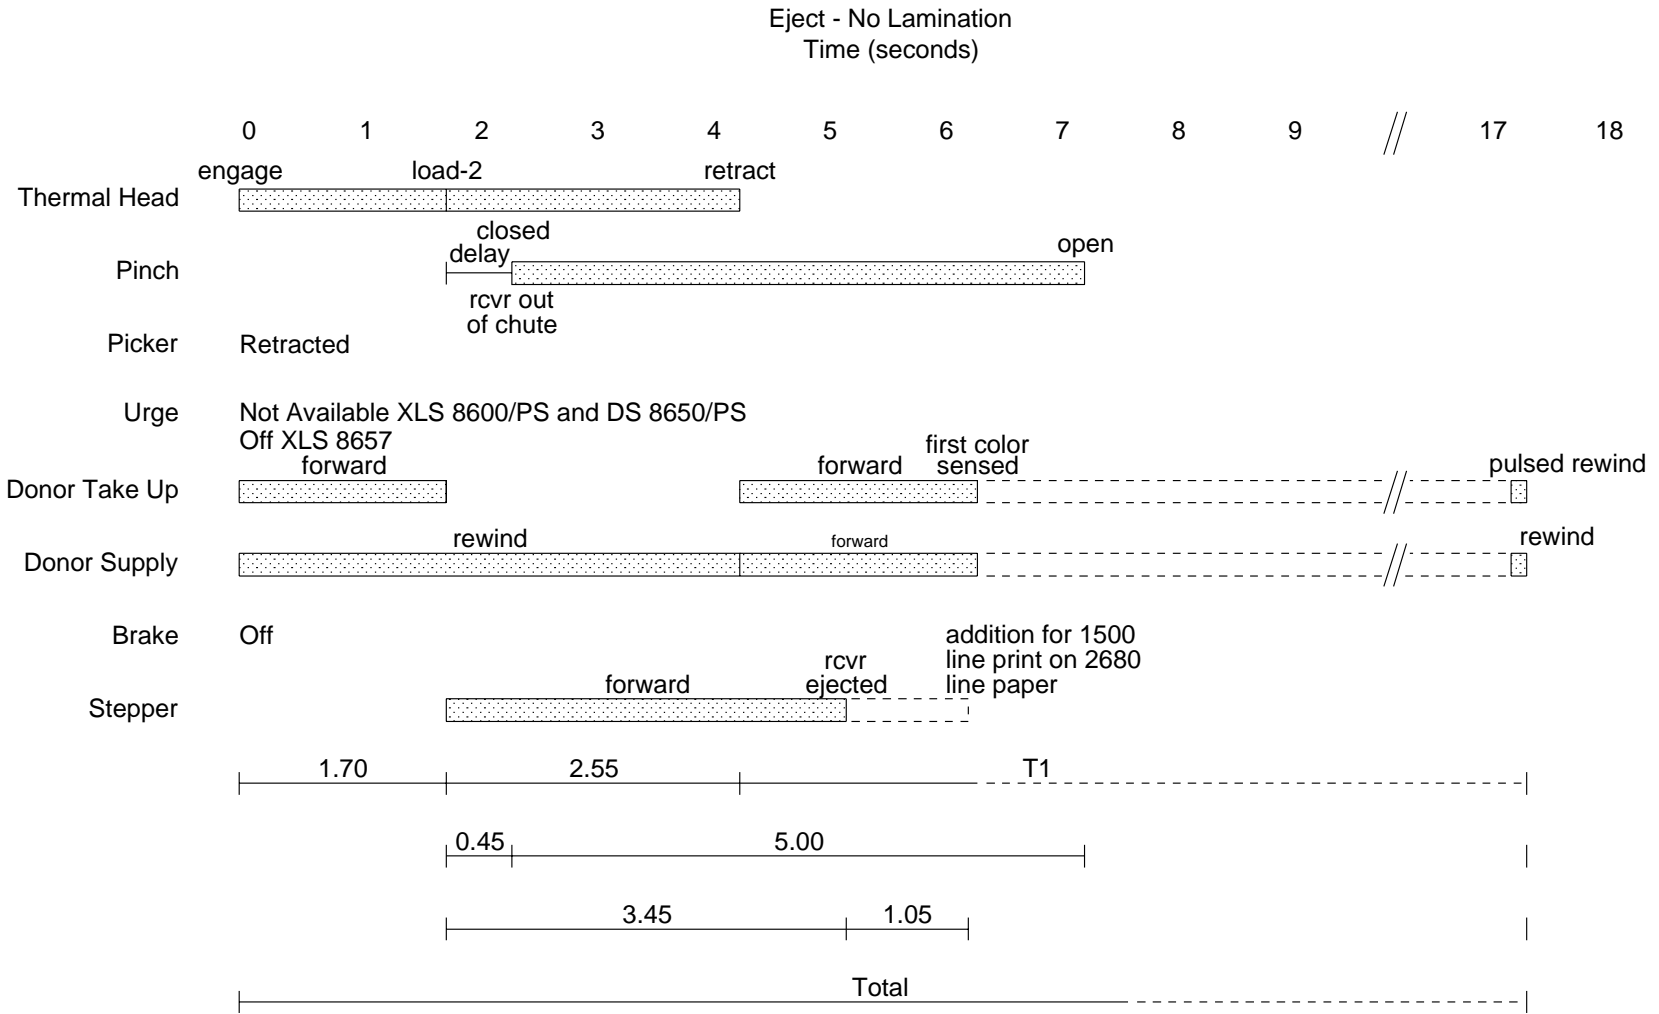 Eject - No Lamination
Time (seconds)
0 1 2 3 4 5 6 7 8 9 // 17 18
engage load-2 retract
Thermal Head
closed
delay open
Pinch
rcvr out
of chute
Picker Retracted
Urge Not Available XLS 8600/PS and DS 8650/PS
Off XLS 8657
first color
forward forward sensed pulsed rewind
Donor Take Up
rewind forward rewind
Donor Supply
Brake Off
addition for 1500
line print on 2680
line paper
rcvr
forward ejected
Stepper
1.70 2.55 T1
0.45 5.00
3.45 1.05
Total